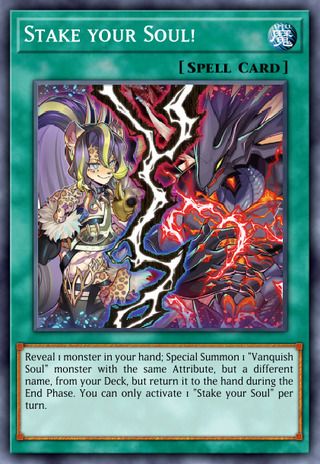 Stake your Soul!
魔
[Spell Card]
Reveal 1 monster in your hand; Special Summon 1 "Vanquish
Soul" monster with the same Attribute, but a different
name, from your Deck, but return it to the hand during the
End Phase. You can only activate 1 "Stake your Soul" per
turn.